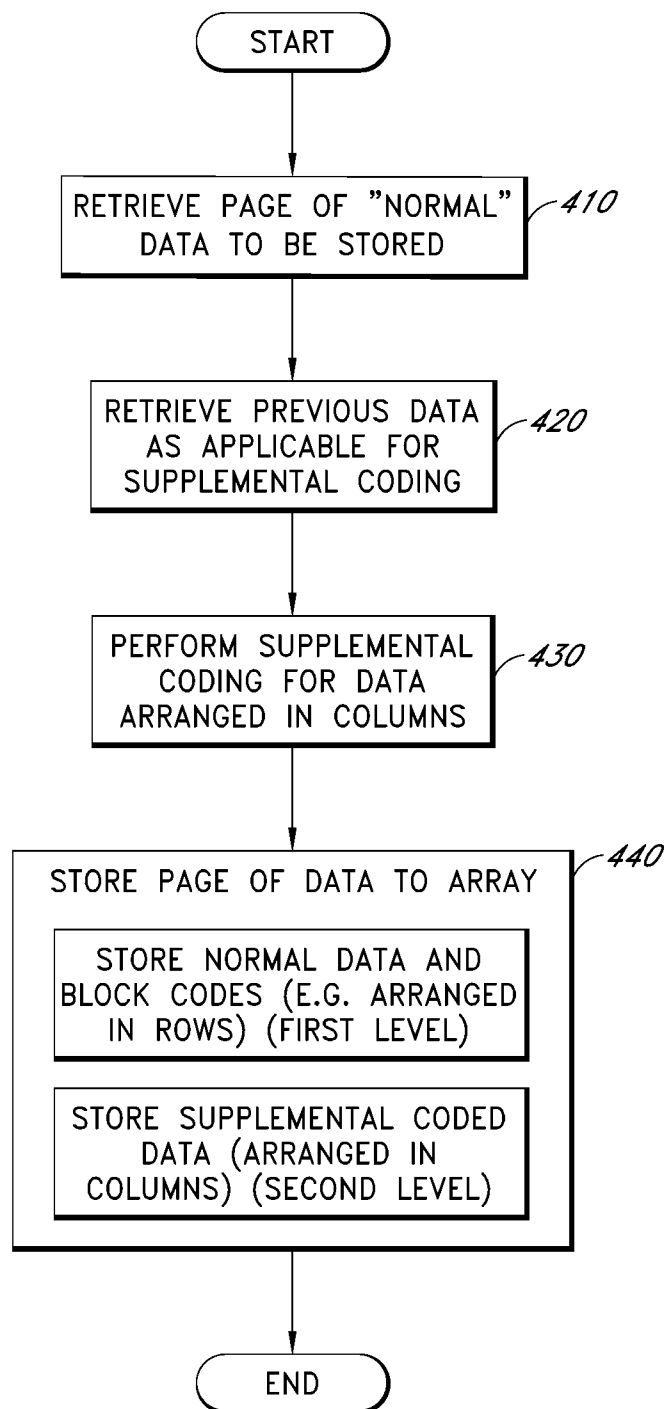 START
RETRIEVE PAGE OF "NORMAL"
DATA TO BE STORED
410
RETRIEVE PREVIOUS DATA
AS APPLICABLE FOR
SUPPLEMENTAL CODING
420
PERFORM SUPPLEMENTAL
CODING FOR DATA
ARRANGED IN COLUMNS
430
440
STORE PAGE OF DATA TO ARRAY
STORE NORMAL DATA AND
BLOCK CODES (E.G. ARRANGED
IN ROWS) (FIRST LEVEL)
STORE SUPPLEMENTAL CODED
DATA (ARRANGED IN
COLUMNS) (SECOND LEVEL)
END